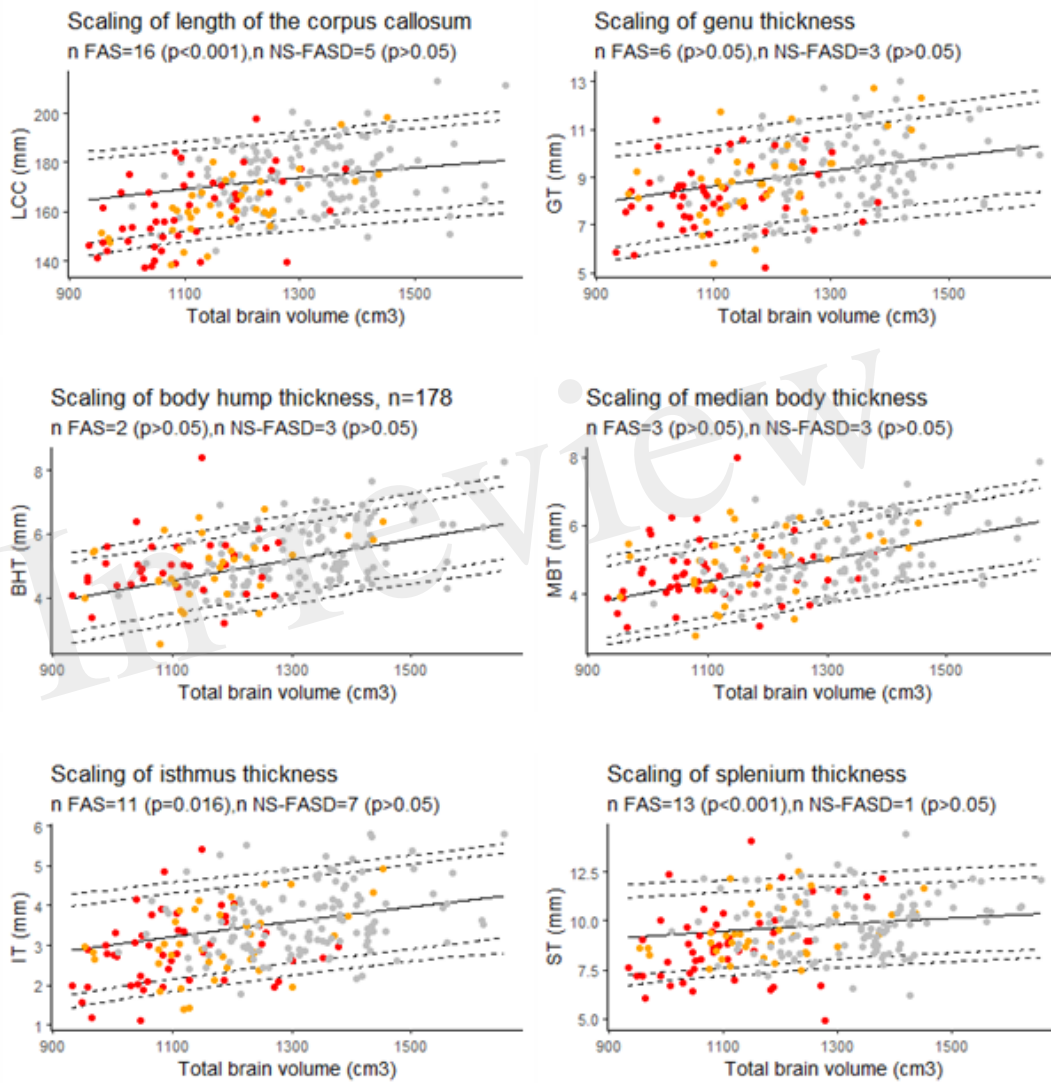 Scaling of length of the corpus callosum
n FAS=16 (p<0.001),n NS-FASD=5 (p>0.05)
200
180
160
140
LCC (mm)
900 1100 1300 1500
Total brain volume (cm3)
Scaling of genu thickness
n FAS=6 (p>0.05),n NS-FASD=3 (p>0.05)
13
11
9
7
5
GT (mm)
900 1100 1300 1500
Total brain volume (cm3)
Scaling of body hump thickness, n=178
n FAS=2 (p>0.05),n NS-FASD=3 (p>0.05)
8
6
4
BHT (mm)
900 1100 1300 1500
Total brain volume (cm3)
Scaling of median body thickness
n FAS=3 (p>0.05),n NS-FASD=3 (p>0.05)
8
6
4
MBT (mm)
900 1100 1300 1500
Total brain volume (cm3)
In review
Scaling of isthmus thickness
n FAS=11 (p=0.016),n NS-FASD=7 (p>0.05)
6
5
4
3
2
1
IT (mm)
900 1100 1300 1500
Total brain volume (cm3)
Scaling of splenium thickness
n FAS=13 (p<0.001),n NS-FASD=1 (p>0.05)
12.5
10.0
7.5
5.0
ST (mm)
900 1100 1300 1500
Total brain volume (cm3)